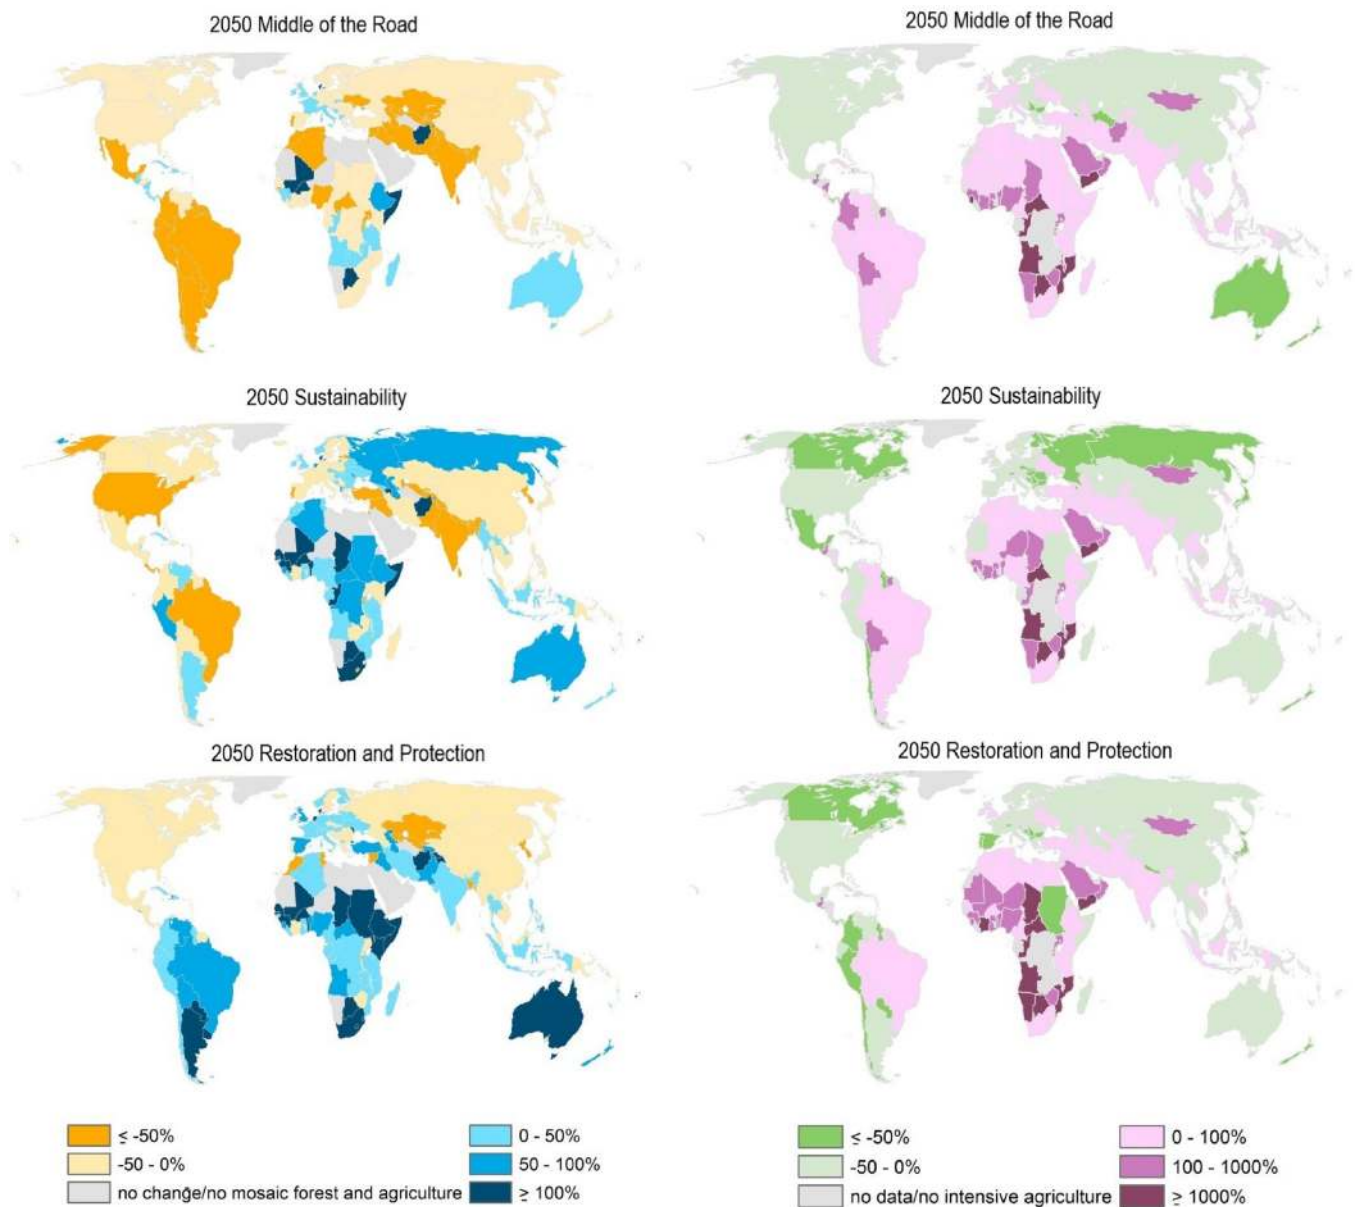 2050 Middle of the Road
2050 Middle of the Road
2050 Sustainability
2050 Sustainability
2050 Restoration and Protection
2050 Restoration and Protection
≤ -50%
-50 - 0%
no change/no mosaic forest and agriculture
0 - 50%
50 - 100%
≥ 100%
≤ -50%
-50 - 0%
no data/no intensive agriculture
0 - 100%
100 - 1000%
≥ 1000%